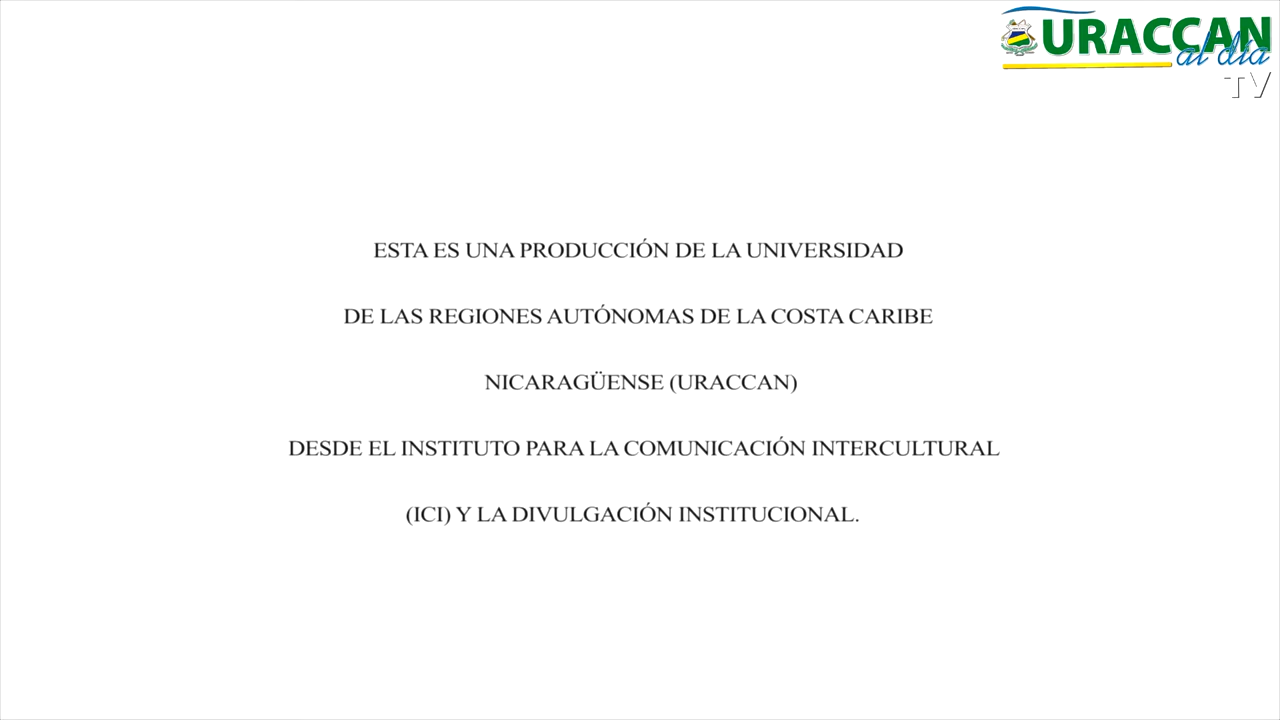 URACCAN
al día
TV
ESTA ES UNA PRODUCCIÓN DE LA UNIVERSIDAD
DE LAS REGIONES AUTÓNOMAS DE LA COSTA CARIBE
NICARAGÜENSE (URACCAN)
DESDE EL INSTITUTO PARA LA COMUNICACIÓN INTERCULTURAL
(ICI) Y LA DIVULGACIÓN INSTITUCIONAL.